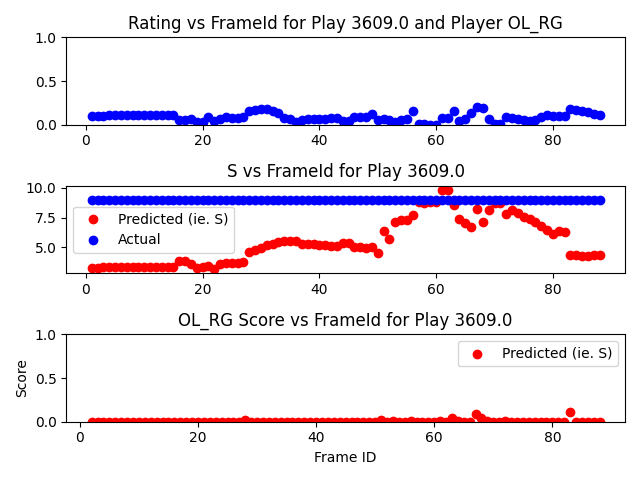 Rating vs FrameId for Play 3609.0 and Player OL_RG
1.0
0.5
0.0
0 20 40 60 80
S vs FrameId for Play 3609.0
10.0
7.5
5.0
Predicted (ie. S)
Actual
0 20 40 60 80
OL_RG Score vs FrameId for Play 3609.0
1.0
0.5
0.0
Score
Predicted (ie. S)
0 20 40 60 80
Frame ID